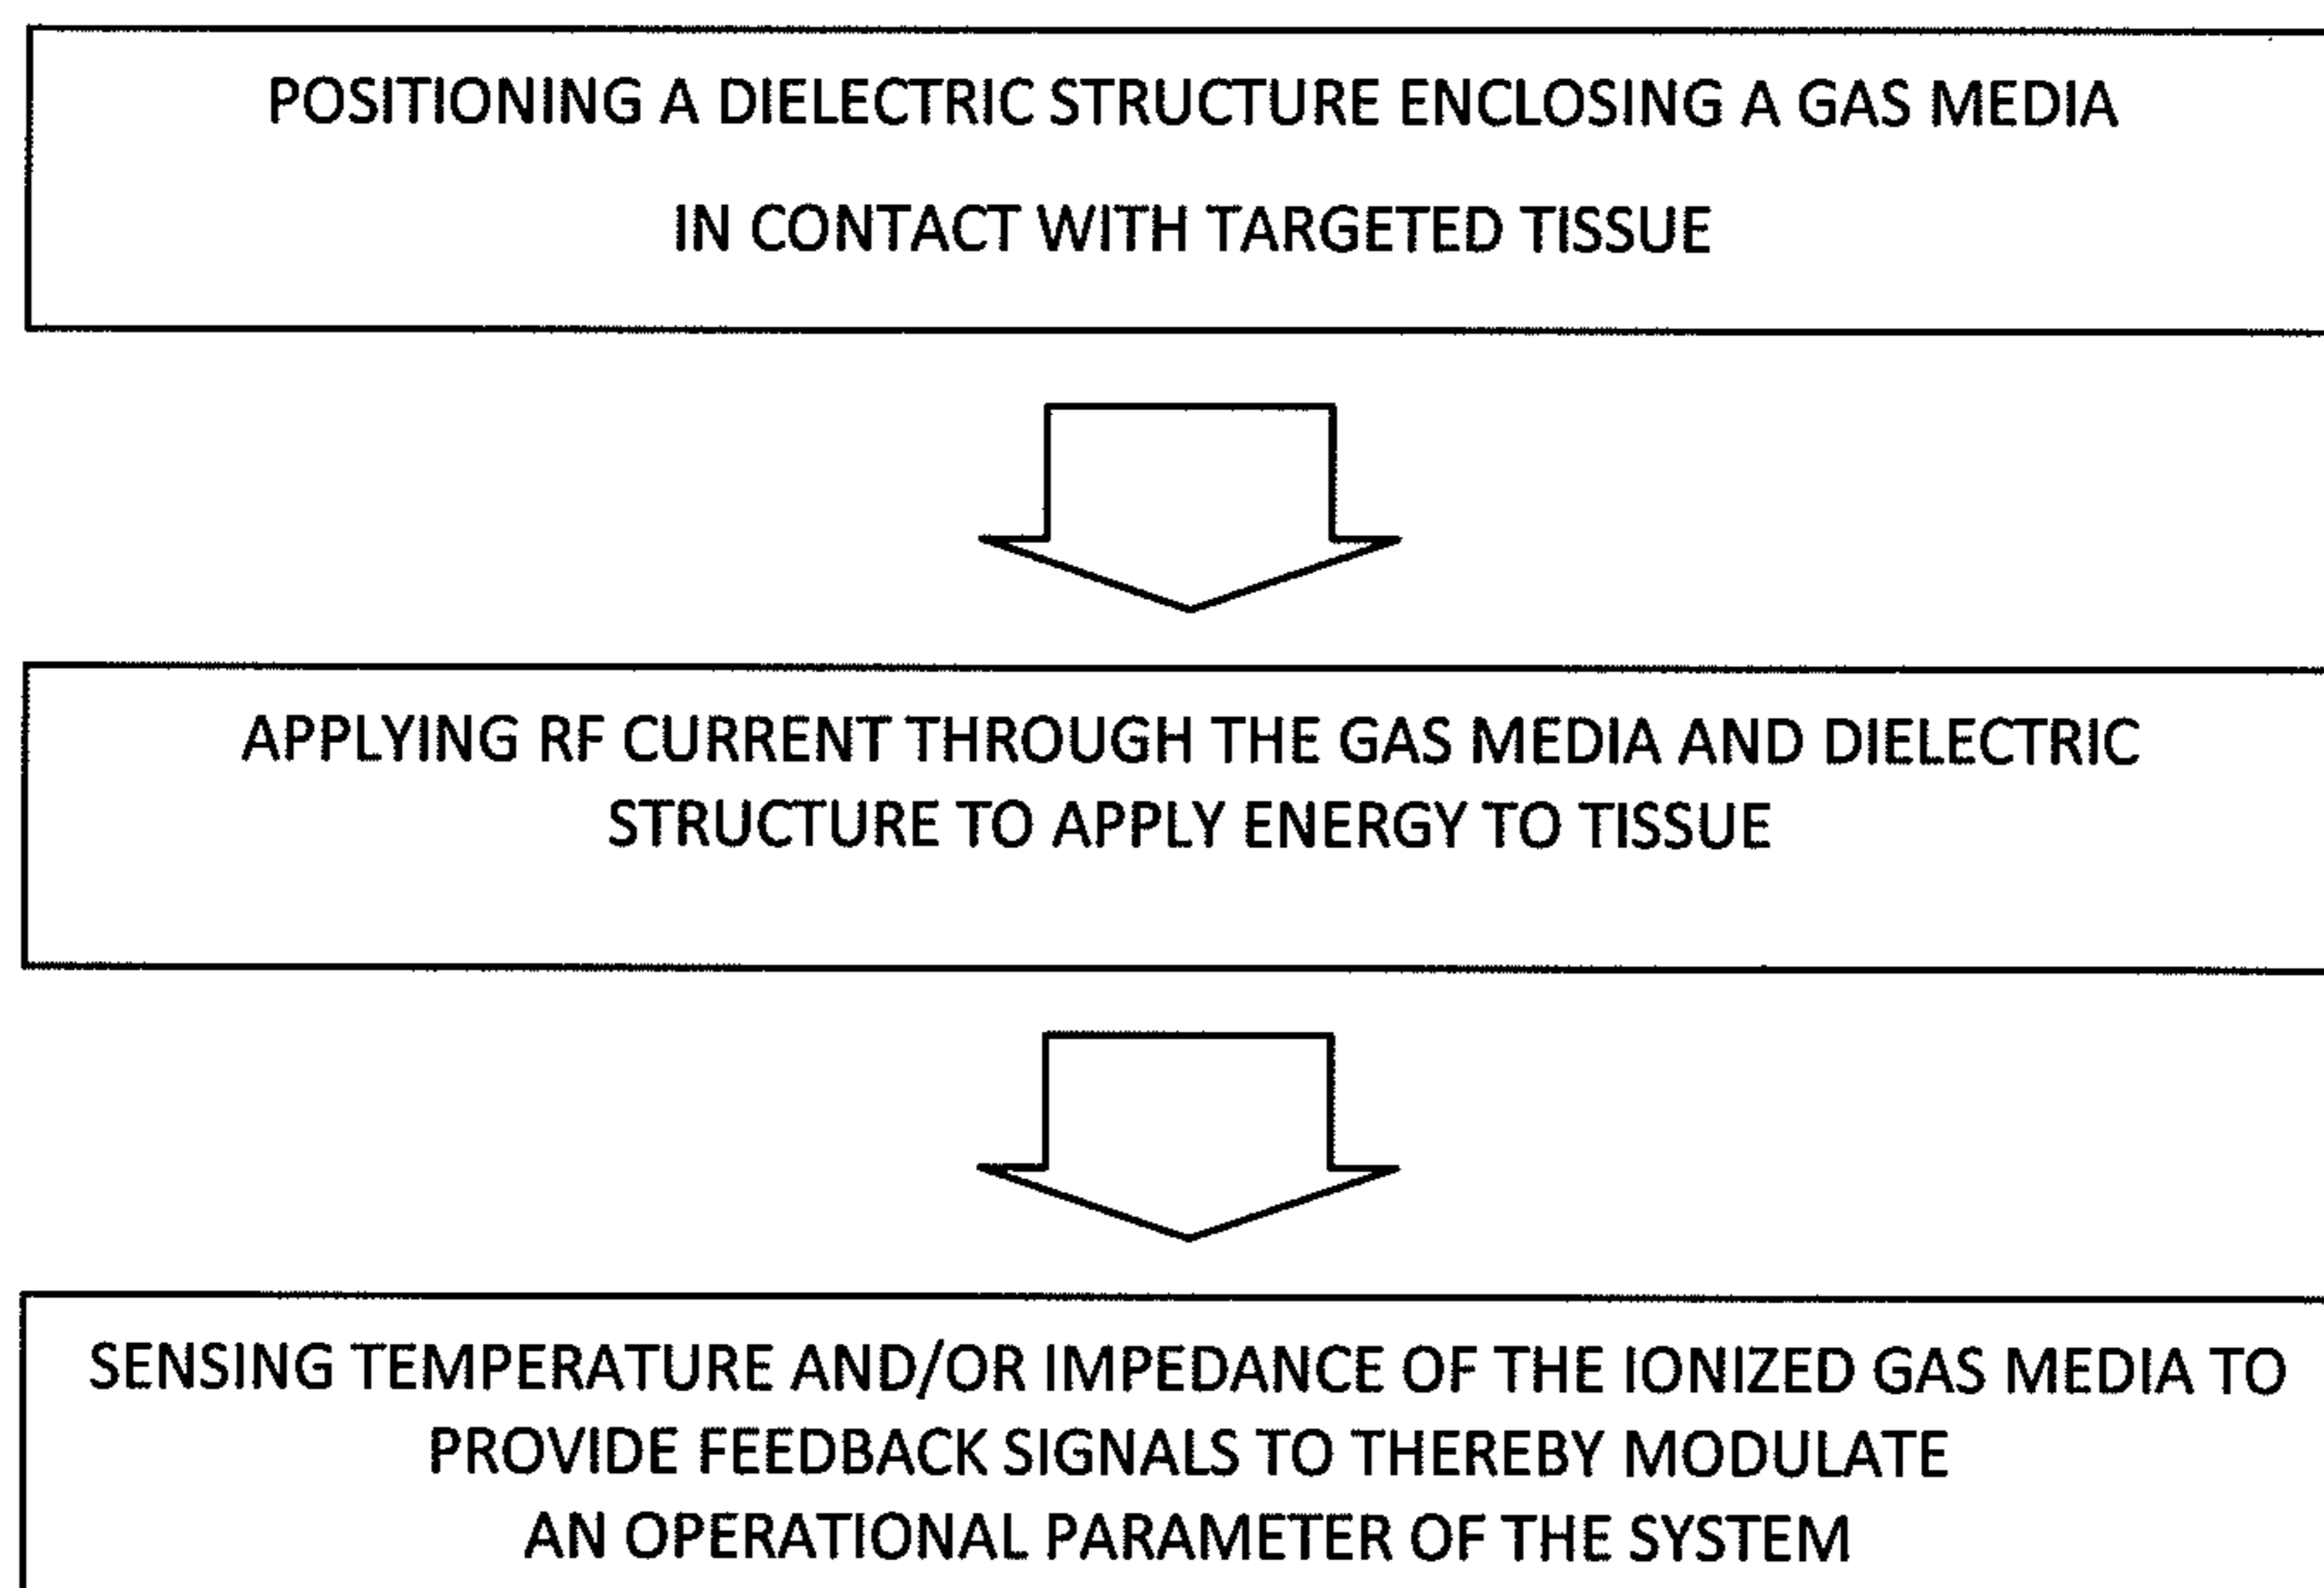 POSITIONING A DIELECTRIC STRUCTURE ENCLOSING A GAS MEDIA
IN CONTACT WITH TARGETED TISSUE
APPLYING RF CURRENT THROUGH THE GAS MEDIA AND DIELECTRIC
STRUCTURE TO APPLY ENERGY TO TISSUE
SENSING TEMPERATURE AND/OR IMPEDANCE OF THE IONIZED GAS MEDIA TO
PROVIDE FEEDBACK SIGNALS TO THEREBY MODULATE
AN OPERATIONAL PARAMETER OF THE SYSTEM